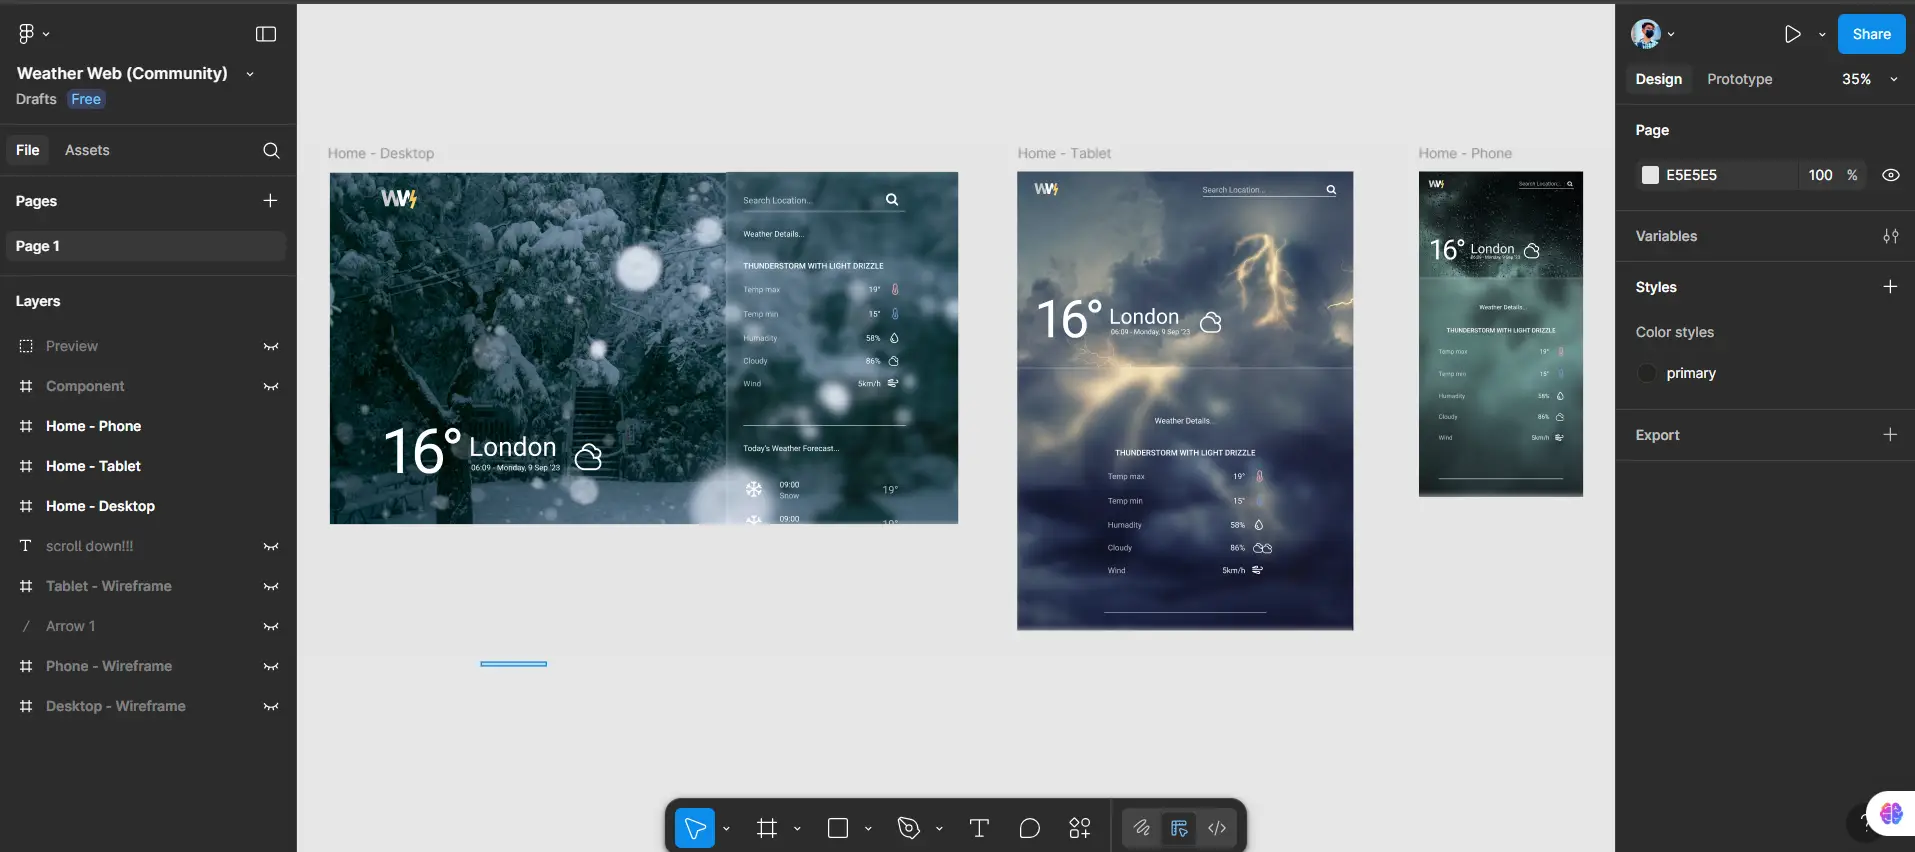 Weather Web (Community)
Drafts Free
File Assets
Pages
Page 1
Layers
Preview
Component
Home - Phone
Home - Tablet
Home - Desktop
scroll down!!!
Tablet - Wireframe
Arrow 1
Phone - Wireframe
Desktop - Wireframe
Home - Desktop
WW
Search Location...
Weather Details...
THUNDERSTORM WITH LIGHT DRIZZLE
Temp max 19°
Temp min 15°
Humadity 58%
Cloudy 86%
Wind 5km/h
Today's Weather Forecast...
09:00 19°
Snow
09:00 19°
16° London
06:09 - Monday, 9 Sep '23
Home - Tablet
WW
Search Location...
16° London
06:09 - Monday, 9 Sep '23
Weather Details...
THUNDERSTORM WITH LIGHT DRIZZLE
Temp max 19°
Temp min 15°
Humadity 58%
Cloudy 86%
Wind 5km/h
Home - Phone
WW
Search Location...
16° London
06:09 - Monday, 9 Sep '23
Weather Details...
THUNDERSTORM WITH LIGHT DRIZZLE
Temp max 19°
Temp min 15°
Humadity 58%
Cloudy 86%
Wind 5km/h
Share
Design Prototype 35%
Page
E5E5E5 100 %
Variables
Styles
Color styles
primary
Export
?